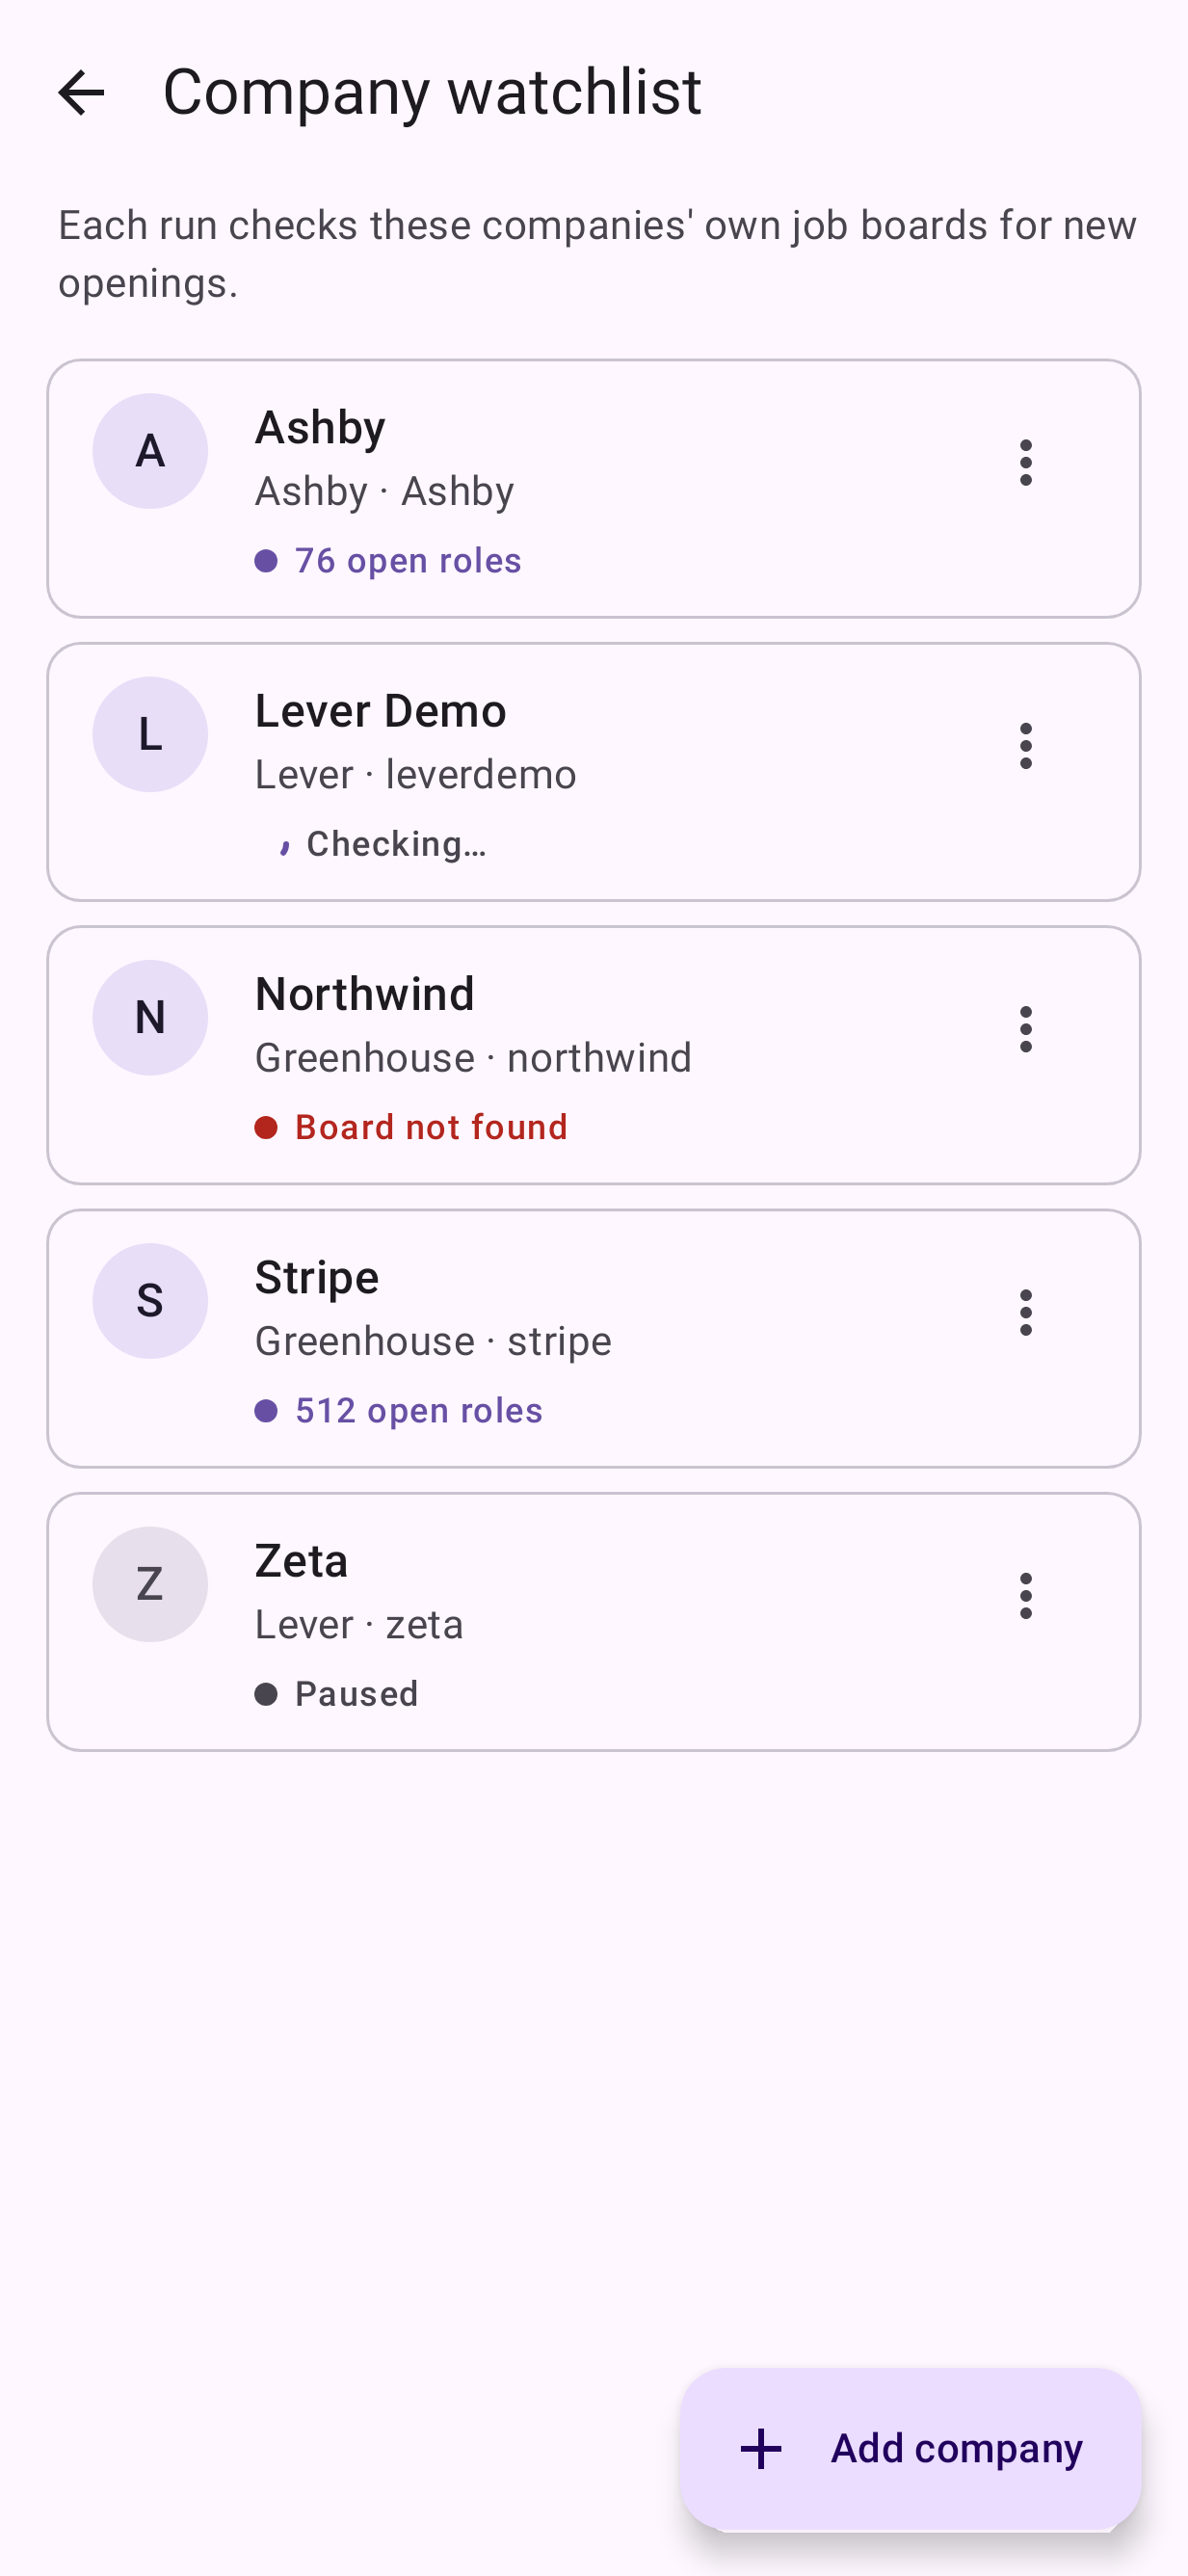 Company watchlist
Each run checks these companies' own job boards for new
openings.
A
Ashby
Ashby · Ashby
76 open roles
L
Lever Demo
Lever · leverdemo
Checking…
N
Northwind
Greenhouse · northwind
Board not found
S
Stripe
Greenhouse · stripe
512 open roles
Z
Zeta
Lever · zeta
Paused
Add company